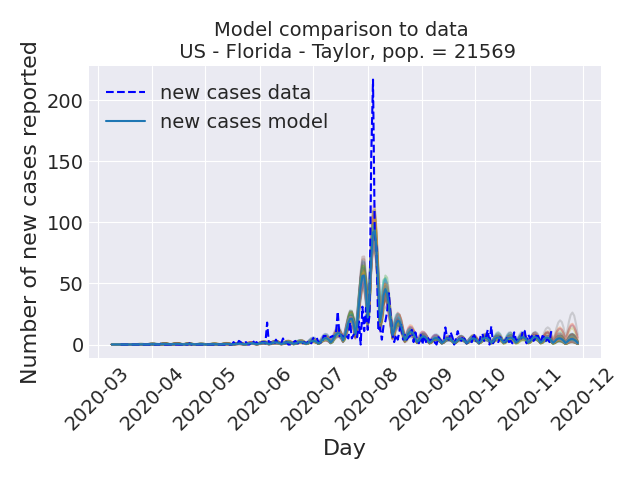 Model comparison to data
US - Florida - Taylor, pop. = 21569
Number of new cases reported
200
150
100
50
0
new cases data
new cases model
2020-03
2020-04
2020-05
2020-06
2020-07
2020-08
2020-09
2020-10
2020-11
2020-12
Day